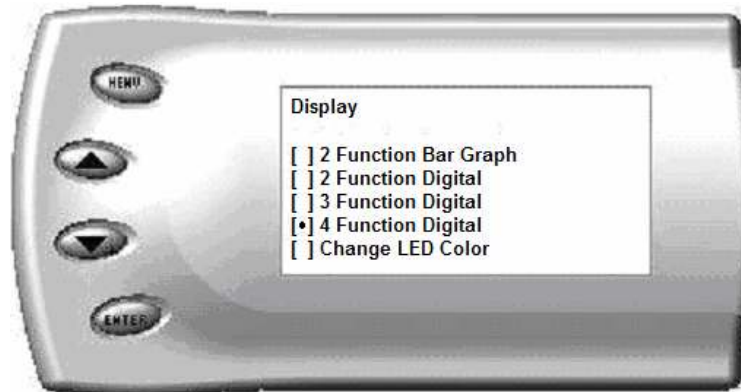 MENU
Display
[ ] 2 Function Bar Graph
[ ] 2 Function Digital
[ ] 3 Function Digital
[•] 4 Function Digital
[ ] Change LED Color
ENTER